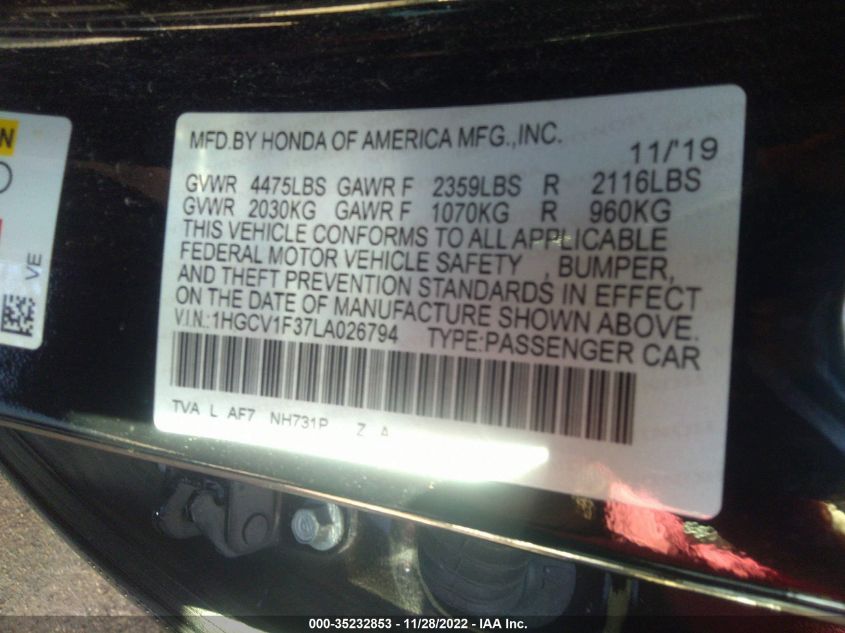 MFD.BY HONDA OF AMERICA MFG.,INC.
11/'19
GVWR 4475LBS GAWR F 2359LBS R 2116LBS
GVWR 2030KG GAWR F 1070KG R 960KG
THIS VEHICLE CONFORMS TO ALL APPLICABLE
FEDERAL MOTOR VEHICLE SAFETY , BUMPER,
AND THEFT PREVENTION STANDARDS IN EFFECT
ON THE DATE OF MANUFACTURE SHOWN ABOVE.
V.I.N.:1HGCV1F37LA026794 TYPE:PASSENGER CAR
TVA L AF7 NH731P Z A
N
VE
000-35232853 - 11/28/2022 - IAA Inc.